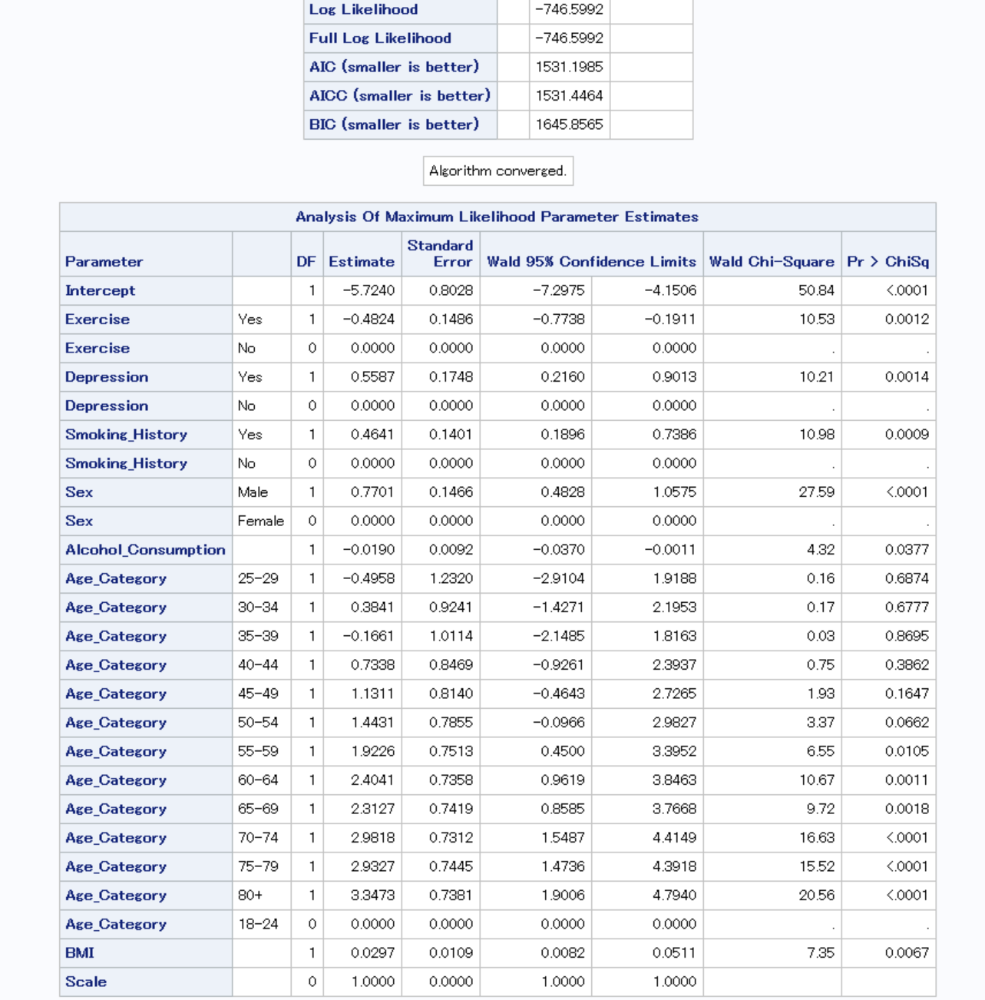 Log Likelihood -746.5992
Full Log Likelihood -746.5992
AIC (smaller is better) 1531.1985
AICC (smaller is better) 1531.4464
BIC (smaller is better) 1645.8565
Algorithm converged.
Analysis Of Maximum Likelihood Parameter Estimates
Parameter DF Estimate Standard Error Wald 95% Confidence Limits Wald Chi-Square Pr > ChiSq
Intercept 1 -5.7240 0.8028 -7.2975 -4.1506 50.84 <.0001
Exercise Yes 1 -0.4824 0.1486 -0.7738 -0.1911 10.53 0.0012
Exercise No 0 0.0000 0.0000 0.0000 0.0000 . .
Depression Yes 1 0.5587 0.1748 0.2160 0.9013 10.21 0.0014
Depression No 0 0.0000 0.0000 0.0000 0.0000 . .
Smoking_History Yes 1 0.4641 0.1401 0.1896 0.7386 10.98 0.0009
Smoking_History No 0 0.0000 0.0000 0.0000 0.0000 . .
Sex Male 1 0.7701 0.1466 0.4828 1.0575 27.59 <.0001
Sex Female 0 0.0000 0.0000 0.0000 0.0000 . .
Alcohol_Consumption 1 -0.0190 0.0092 -0.0370 -0.0011 4.32 0.0377
Age_Category 25-29 1 -0.4958 1.2320 -2.9104 1.9188 0.16 0.6874
Age_Category 30-34 1 0.3841 0.9241 -1.4271 2.1953 0.17 0.6777
Age_Category 35-39 1 -0.1661 1.0114 -2.1485 1.8163 0.03 0.8695
Age_Category 40-44 1 0.7338 0.8469 -0.9261 2.3937 0.75 0.3862
Age_Category 45-49 1 1.1311 0.8140 -0.4643 2.7265 1.93 0.1647
Age_Category 50-54 1 1.4431 0.7855 -0.0966 2.9827 3.37 0.0662
Age_Category 55-59 1 1.9226 0.7513 0.4500 3.3952 6.55 0.0105
Age_Category 60-64 1 2.4041 0.7358 0.9619 3.8463 10.67 0.0011
Age_Category 65-69 1 2.3127 0.7419 0.8585 3.7668 9.72 0.0018
Age_Category 70-74 1 2.9818 0.7312 1.5487 4.4149 16.63 <.0001
Age_Category 75-79 1 2.9327 0.7445 1.4736 4.3918 15.52 <.0001
Age_Category 80+ 1 3.3473 0.7381 1.9006 4.7940 20.56 <.0001
Age_Category 18-24 0 0.0000 0.0000 0.0000 0.0000 . .
BMI 1 0.0297 0.0109 0.0082 0.0511 7.35 0.0067
Scale 0 1.0000 0.0000 1.0000 1.0000